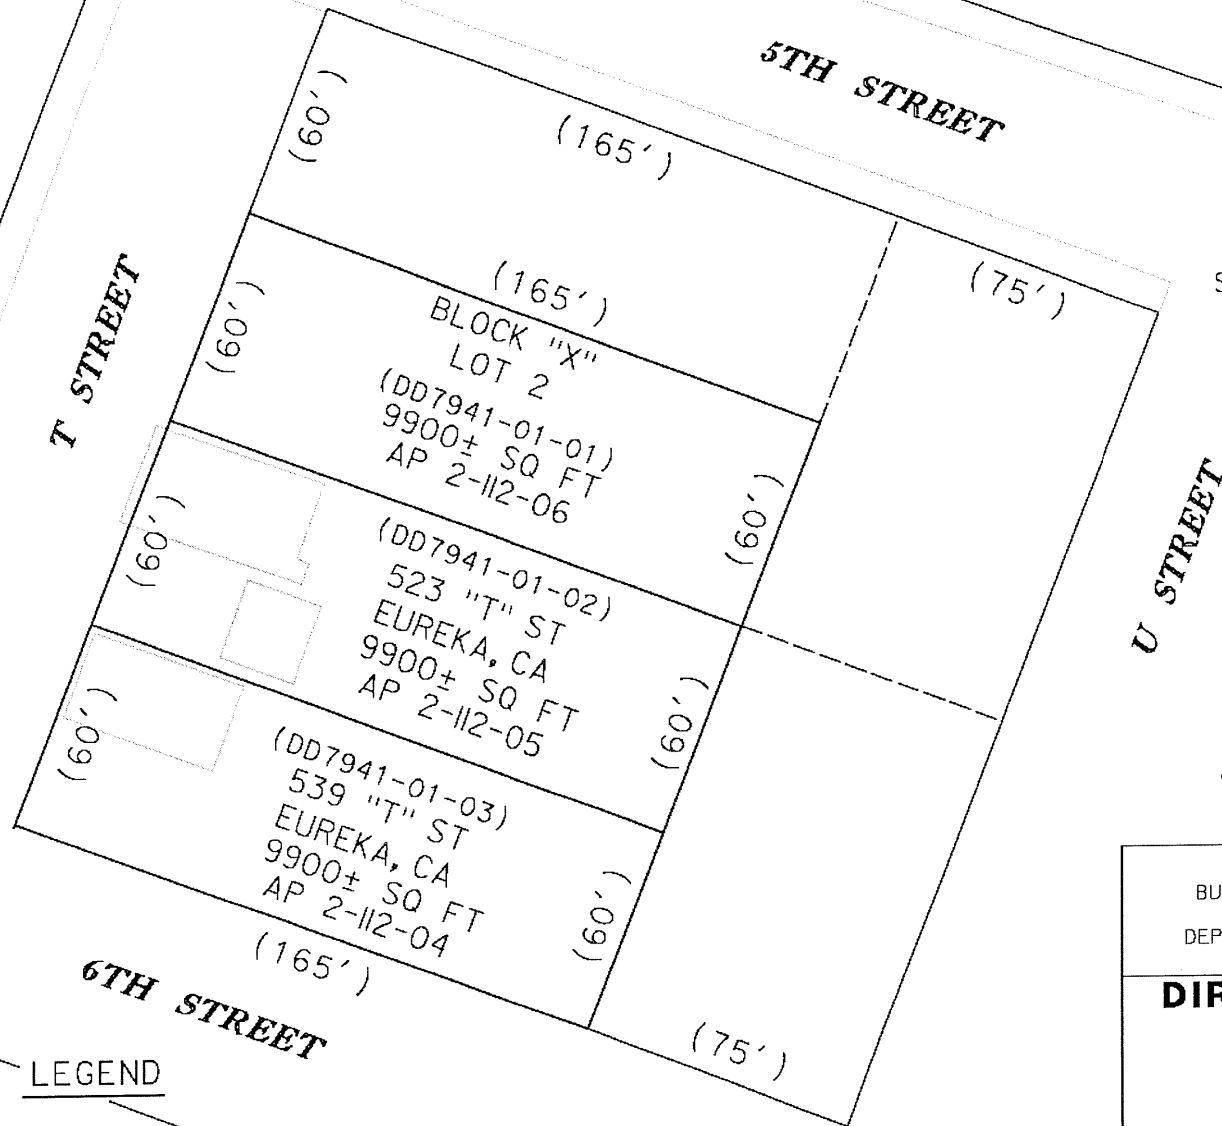 5TH STREET
(60')
(165')
(75')
S
T STREET
(165')
(60')
BLOCK "X"
LOT 2
(DD7941-01-01)
9900± SQ FT
AP 2-112-06
(60')
U STREET
(60')
(DD7941-01-02)
523 "T" ST
EUREKA, CA
9900± SQ FT
AP 2-112-05
(60')
(60')
(DD7941-01-03)
539 "T" ST
EUREKA, CA
9900± SQ FT
AP 2-112-04
(60')
(165')
(75')
6TH STREET
LEGEND
BU
DEP
DIR